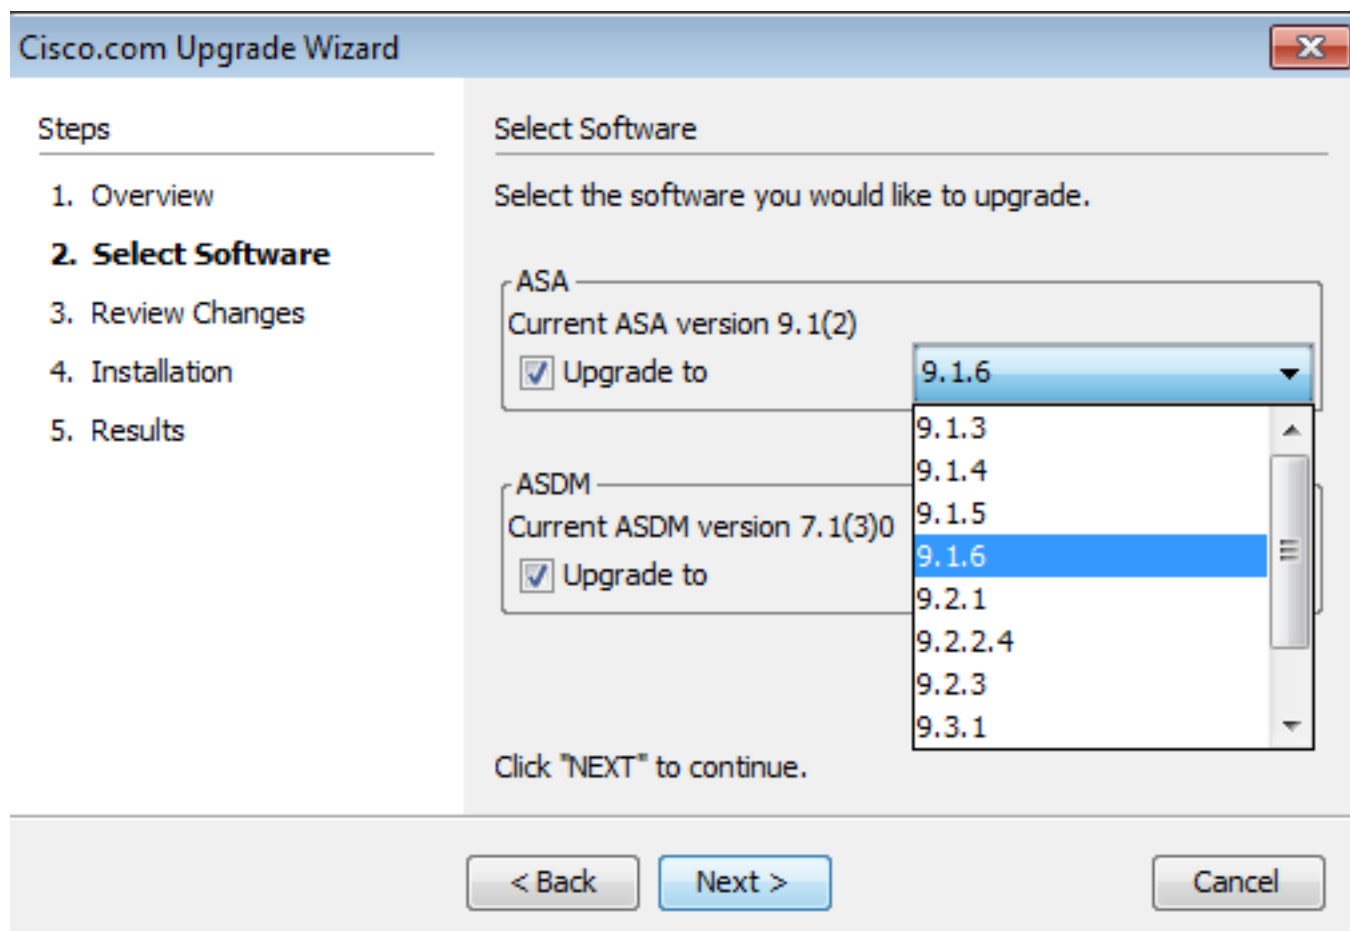 Cisco.com Upgrade Wizard
Steps
1. Overview
2. Select Software
3. Review Changes
4. Installation
5. Results
Select Software
Select the software you would like to upgrade.
ASA
Current ASA version 9.1(2)
Upgrade to
9.1.6
9.1.3
9.1.4
9.1.5
9.1.6
9.2.1
9.2.2.4
9.2.3
9.3.1
ASDM
Current ASDM version 7.1(3)0
Upgrade to
Click "NEXT" to continue.
< Back
Next >
Cancel